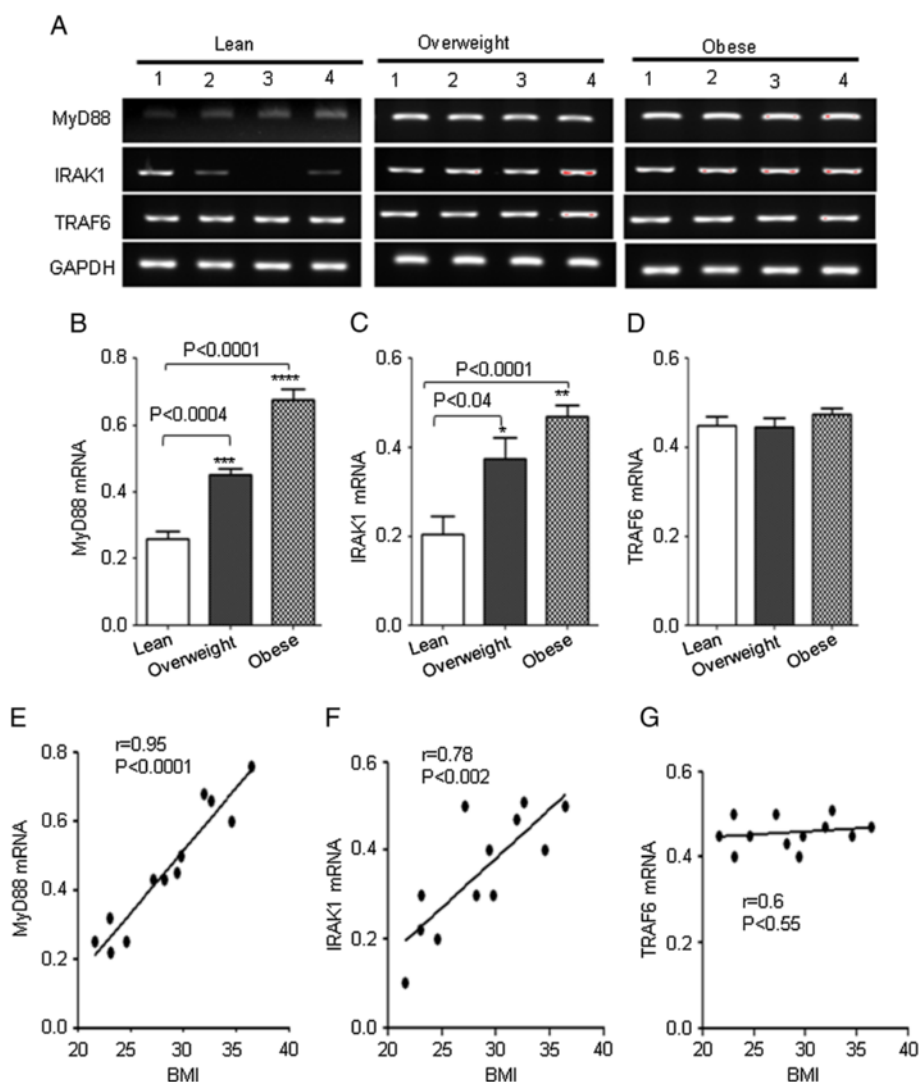 A
Lean
Overweight
Obese
1 2 3 4
1 2 3 4
1 2 3 4
MyD88
IRAK1
TRAF6
GAPDH
B
P<0.0001
P<0.0004
****
***
MyD88 mRNA
0.8
0.6
0.4
0.2
0.0
Lean
Overweight
Obese
C
P<0.0001
P<0.04
**
*
IRAK1 mRNA
0.6
0.4
0.2
0.0
Lean
Overweight
Obese
D
TRAF6 mRNA
0.6
0.4
0.2
0.0
Lean
Overweight
Obese
E
r=0.95
P<0.0001
MyD88 mRNA
0.8
0.6
0.4
0.2
0.0
20 25 30 35 40
BMI
F
r=0.78
P<0.002
IRAK1 mRNA
0.6
0.4
0.2
0.0
20 25 30 35 40
BMI
G
r=0.6
P<0.55
TRAF6 mRNA
0.6
0.4
0.2
0.0
20 25 30 35 40
BMI